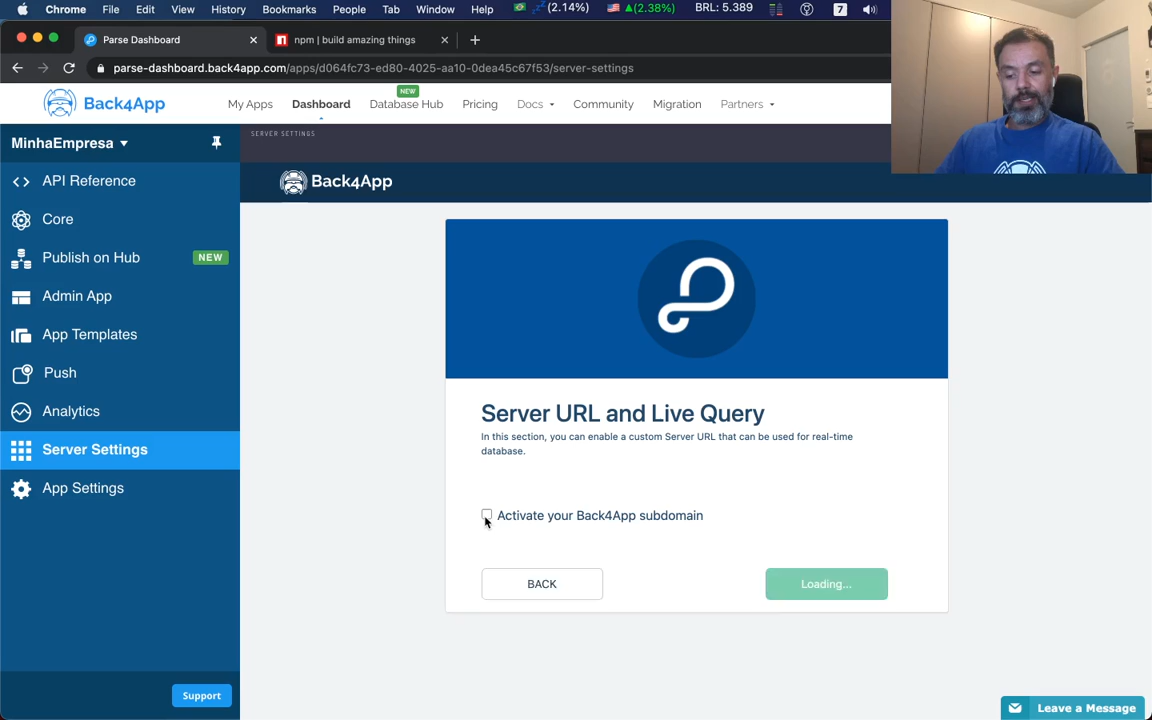 Chrome File Edit View History Bookmarks People Tab Window Help (2.14%) (2.38%) BRL: 5.389 7
Parse Dashboard npm | build amazing things
parse-dashboard.back4app.com/apps/d064fc73-ed80-4025-aa10-0dea45c67f53/server-settings
NEW
Back4App My Apps Dashboard Database Hub Pricing Docs Community Migration Partners
SERVER SETTINGS
MinhaEmpresa
Back4App
API Reference
Core
Publish on Hub NEW
Admin App
App Templates
Push
Analytics
Server Settings
App Settings
Support
Server URL and Live Query
In this section, you can enable a custom Server URL that can be used for real-time
database.
Activate your Back4App subdomain
BACK Loading...
Leave a Message